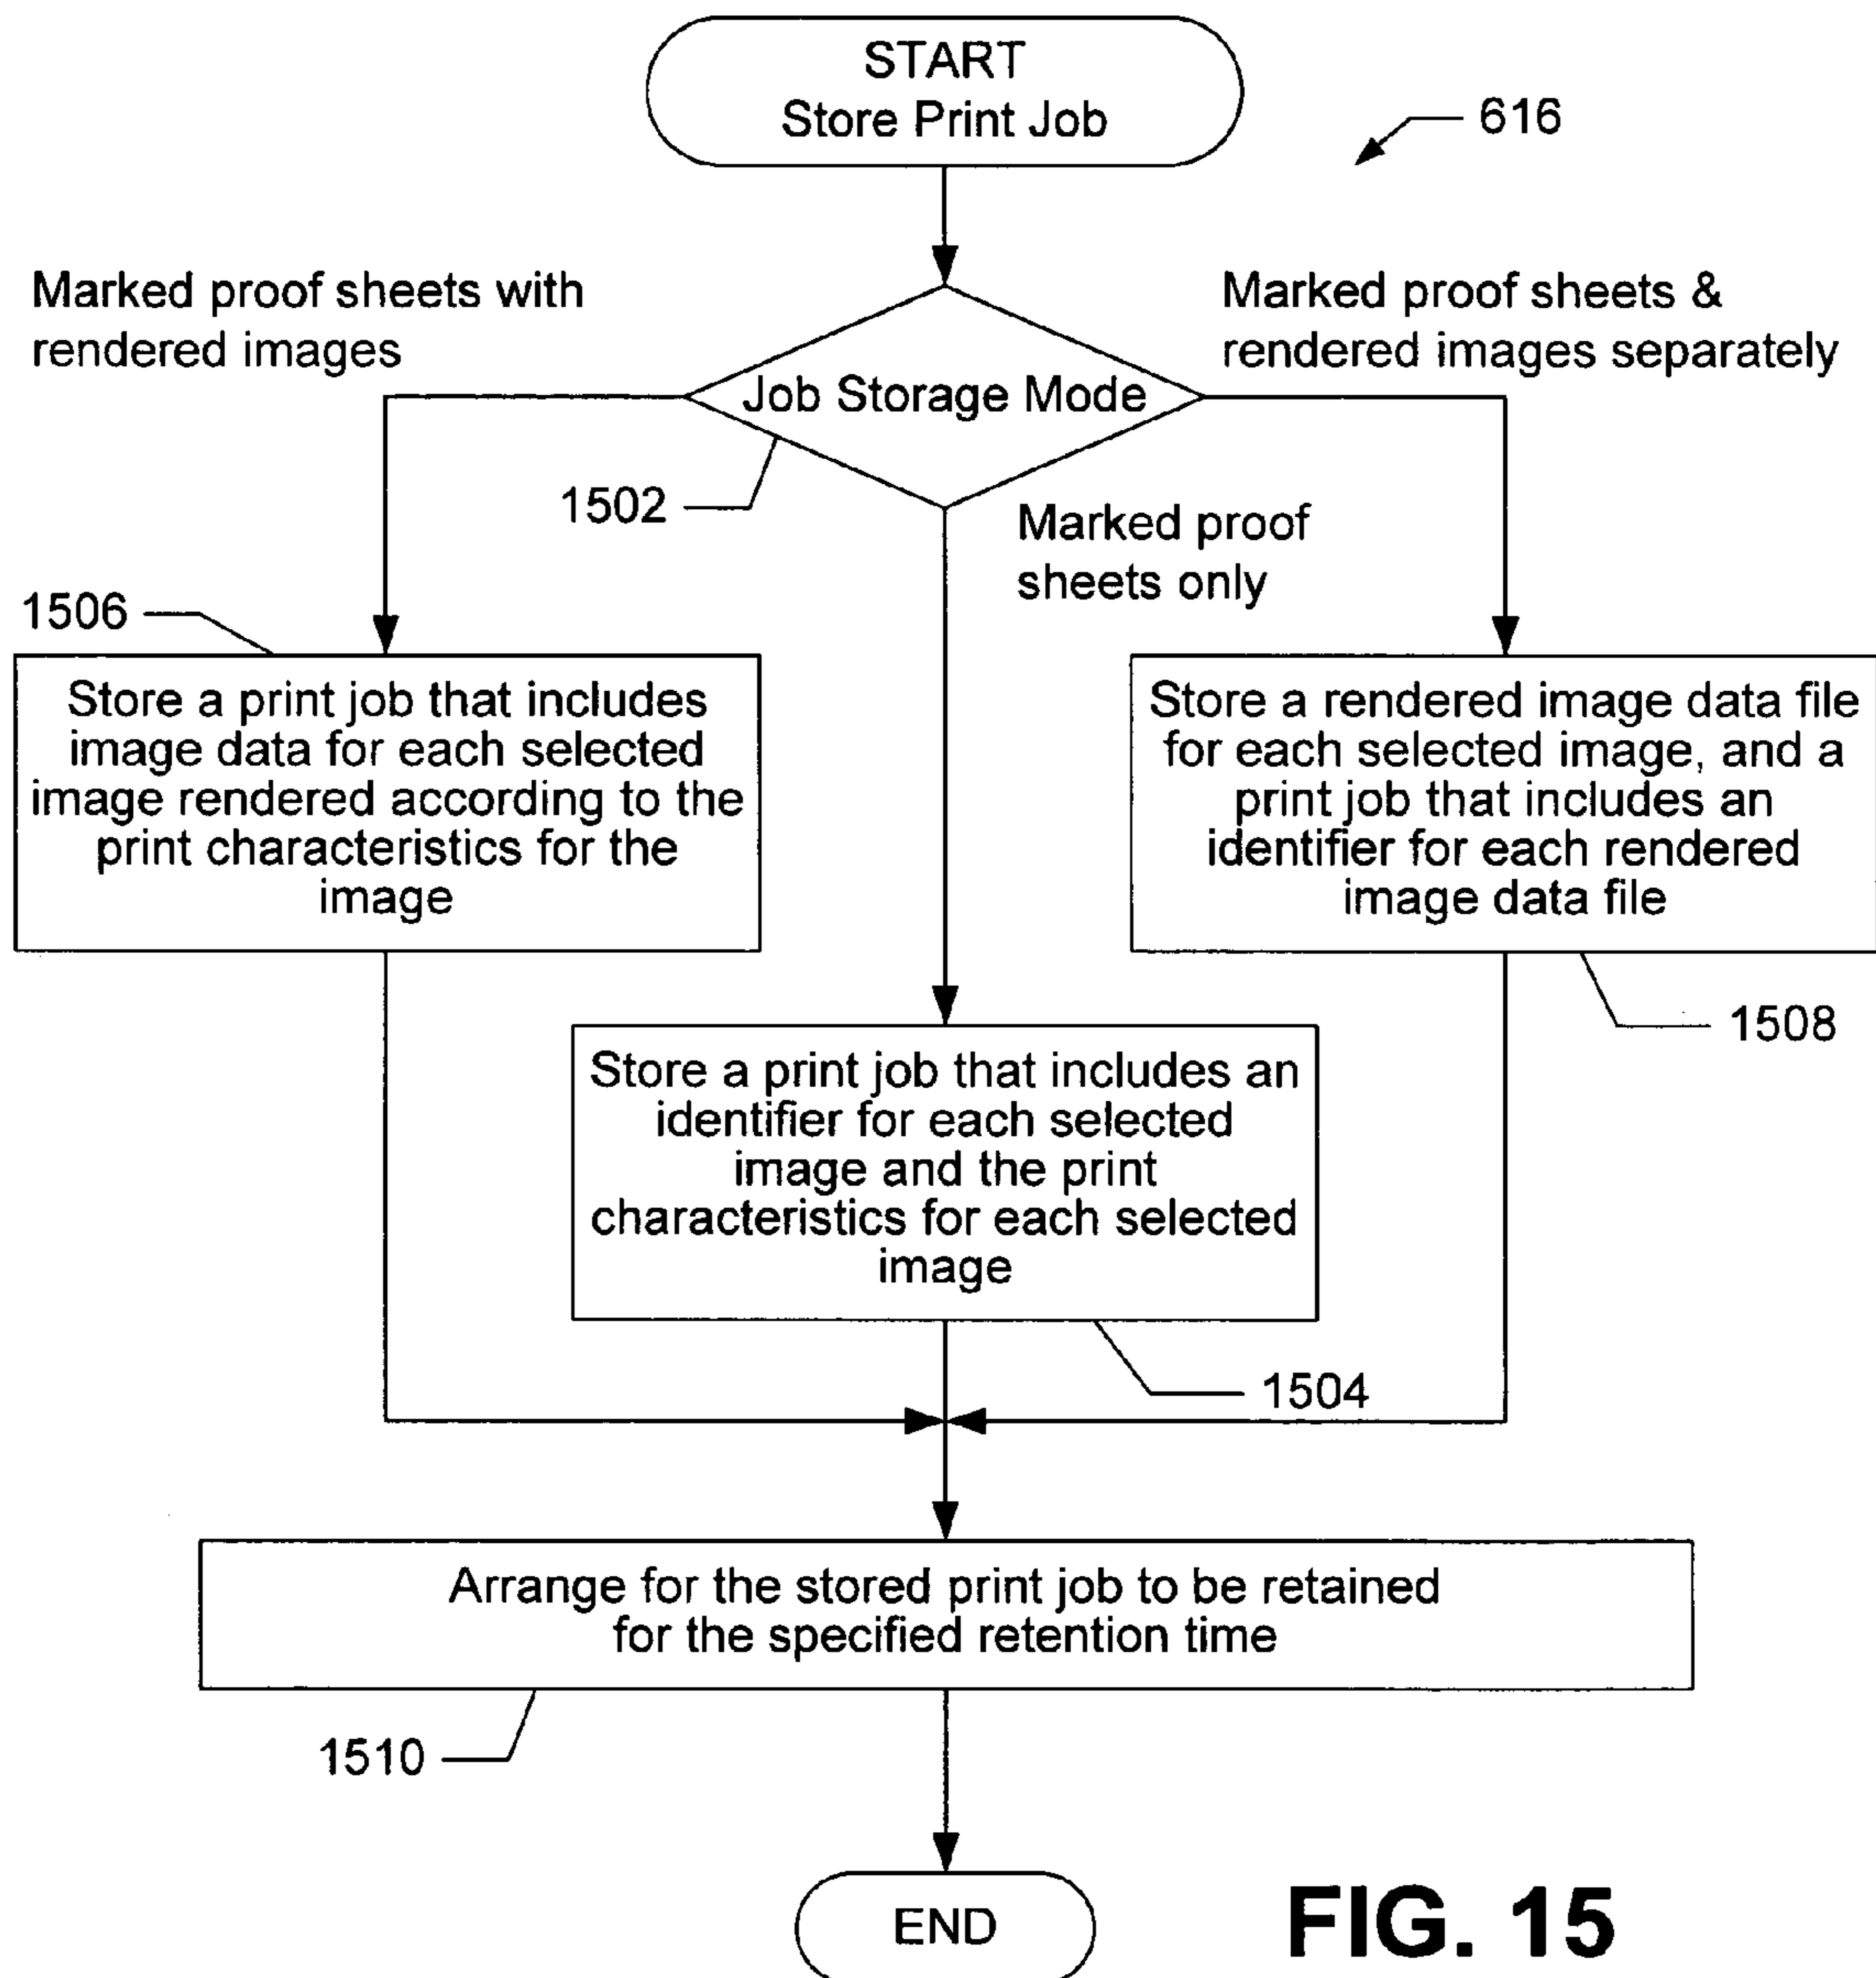 START
Store Print Job
616
Marked proof sheets with
rendered images
Marked proof sheets &
rendered images separately
Job Storage Mode
1502
Marked proof
sheets only
1506
Store a print job that includes
image data for each selected
image rendered according to the
print characteristics for the
image
Store a rendered image data file
for each selected image, and a
print job that includes an
identifier for each rendered
image data file
1508
Store a print job that includes an
identifier for each selected
image and the print
characteristics for each selected
image
1504
Arrange for the stored print job to be retained
for the specified retention time
1510
END
FIG. 15